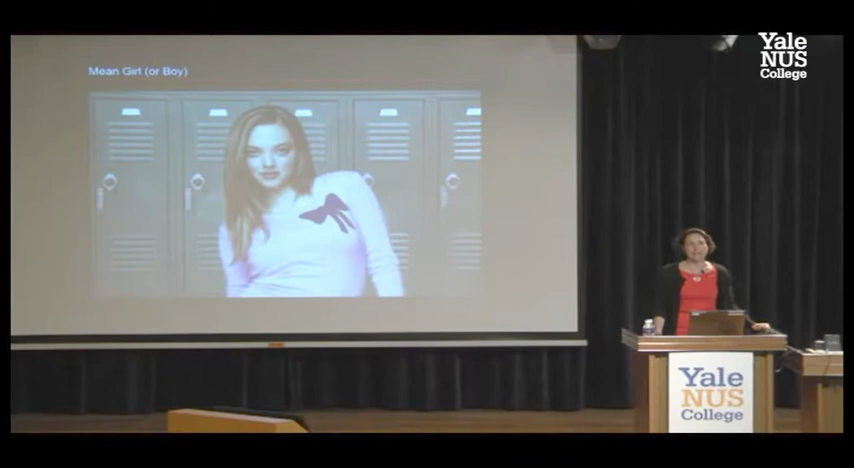 Mean Girl (or Boy)
Yale
NUS
College
Yale
NUS
College